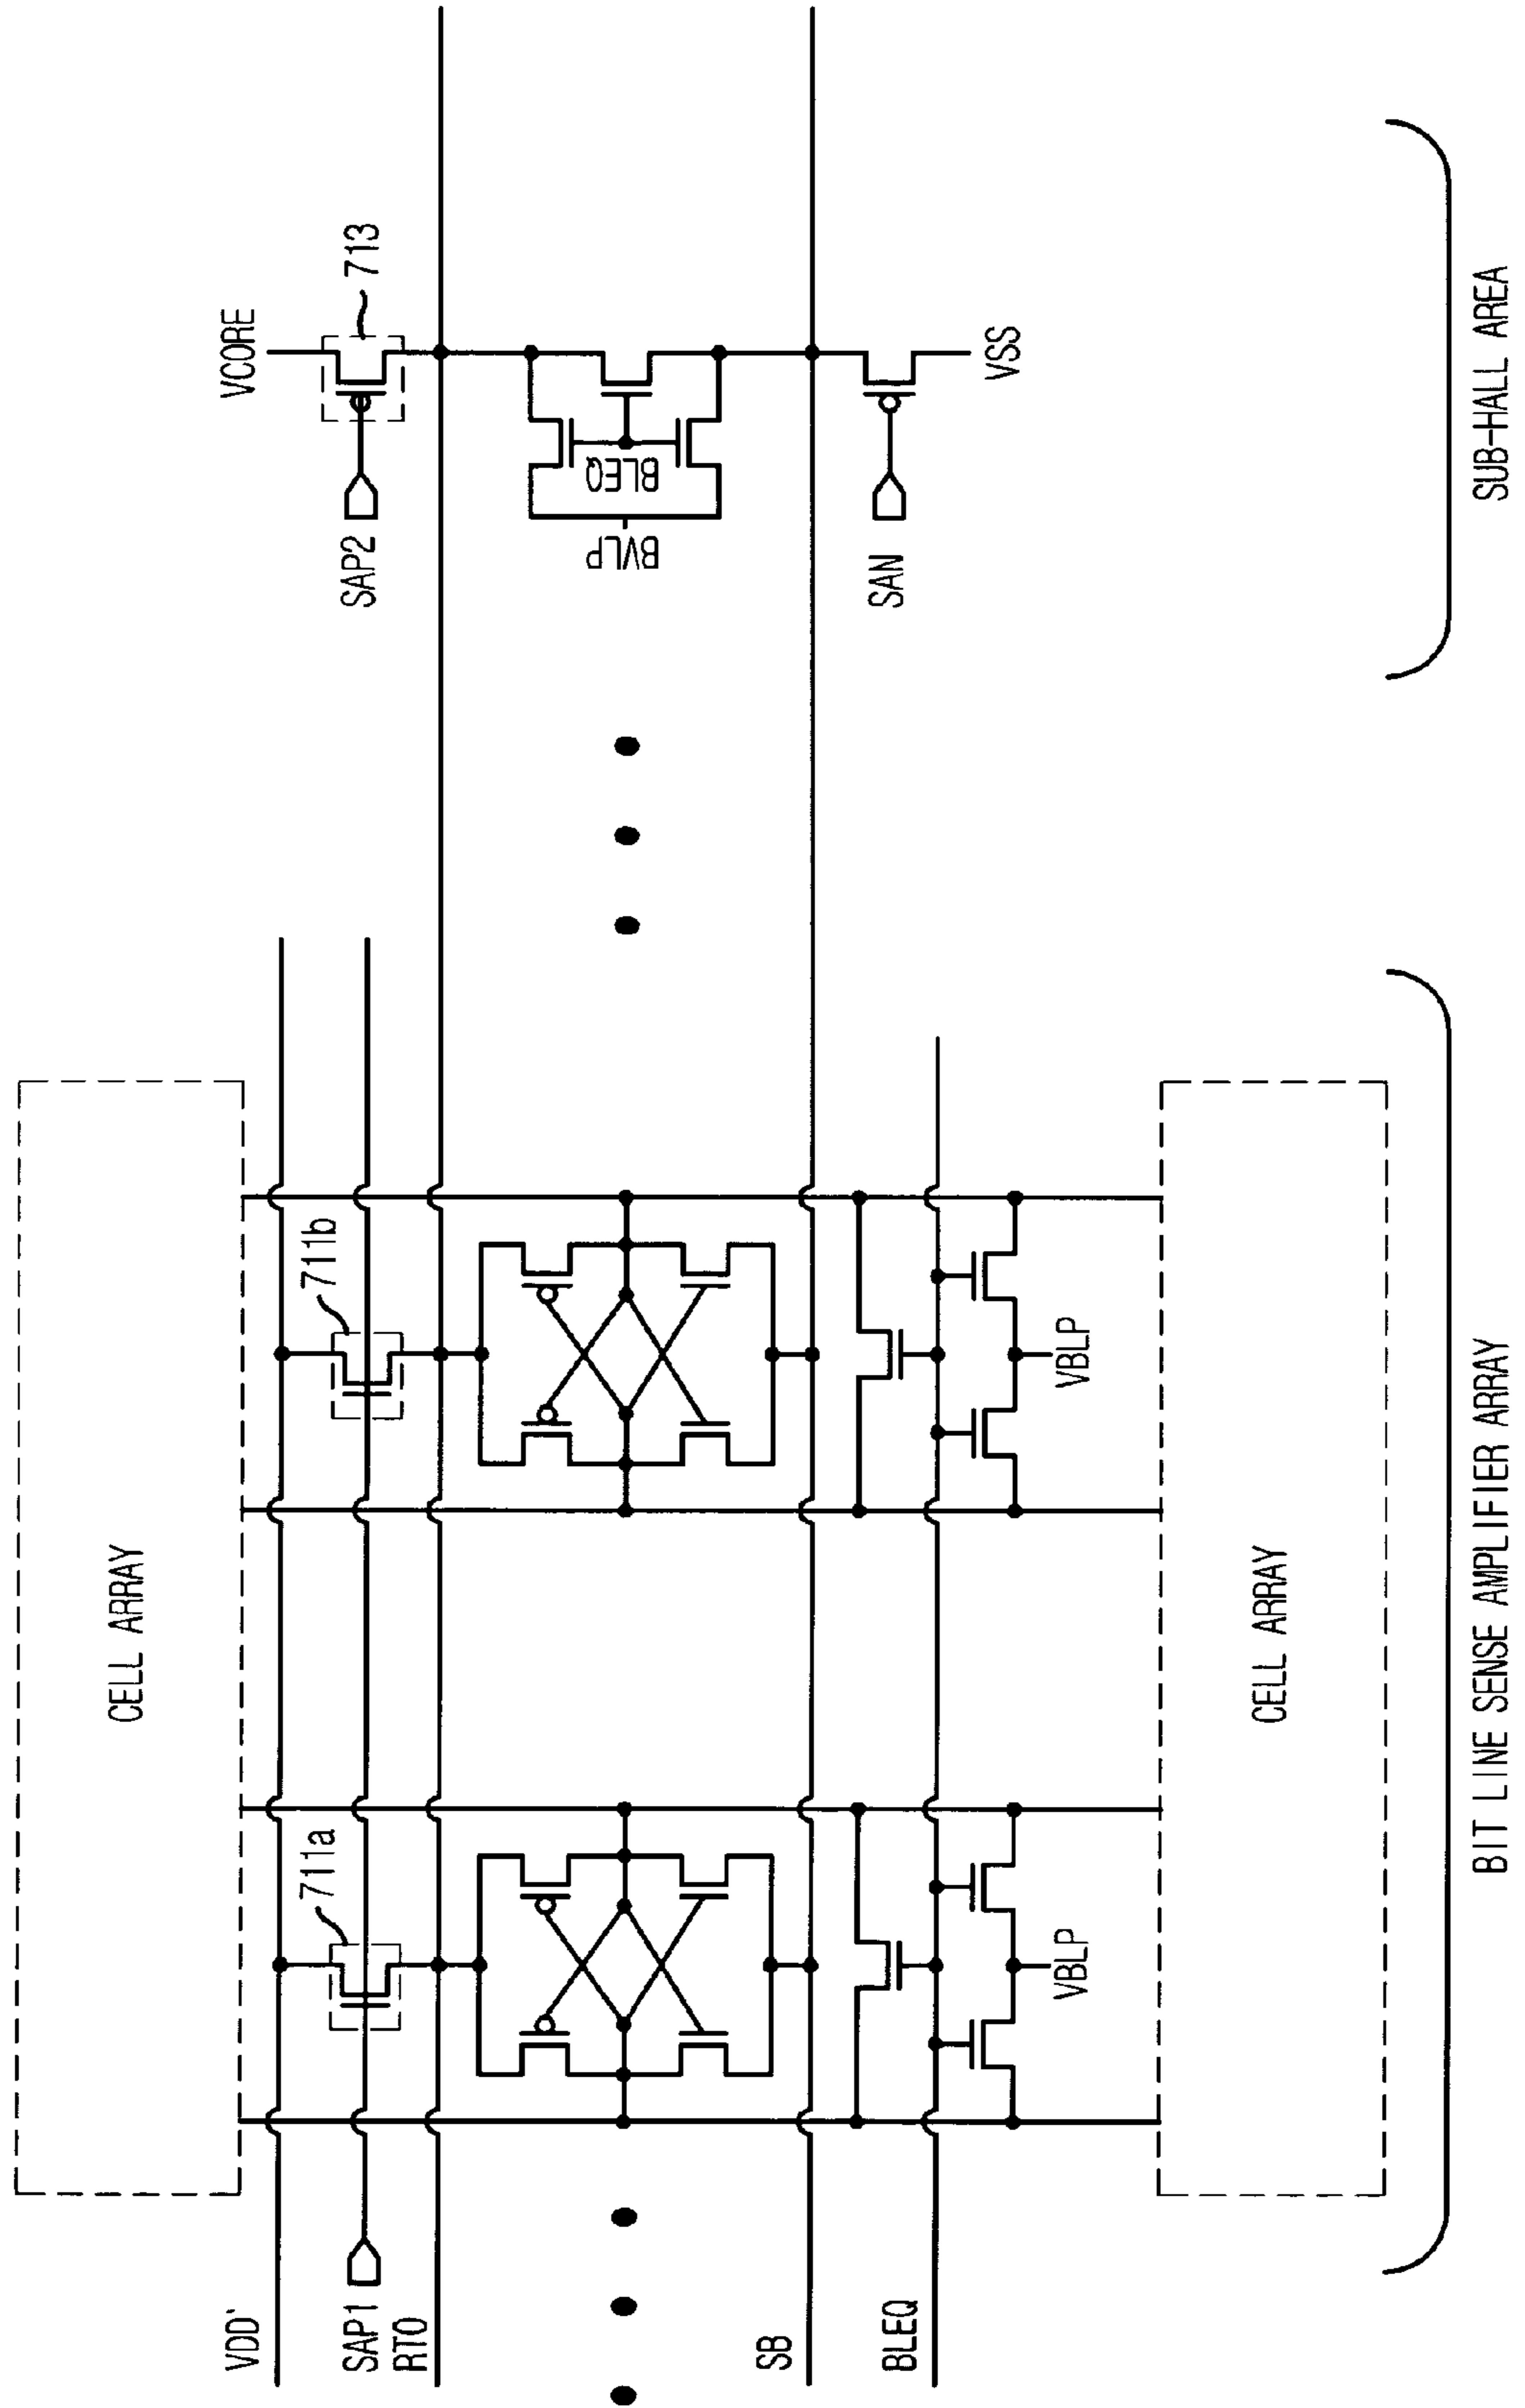 CELL ARRAY
VCORE
713
SAP2
711a
711b
VDD'
SAP1
RTO
BLEQ
BVLP
SB
SAN
VSS
BLEQ
VBLP
VBLP
CELL ARRAY
BIT LINE SENSE AMPLIFIER ARRAY
SUB-HALL AREA